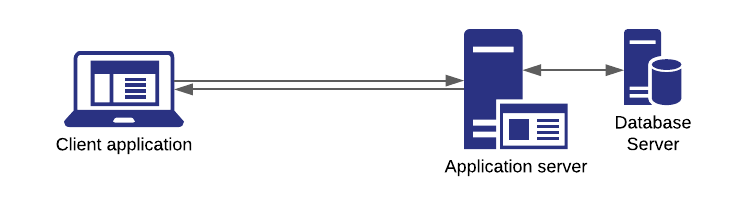 Client application
Application server
Database
Server